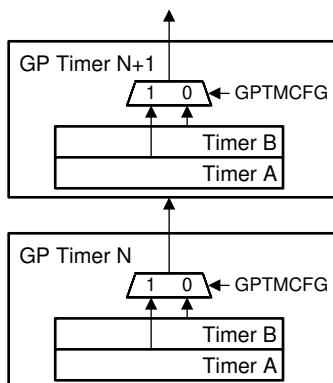 GP Timer N+1
1 0
GPTMCFG
Timer B
Timer A
GP Timer N
1 0
GPTMCFG
Timer B
Timer A